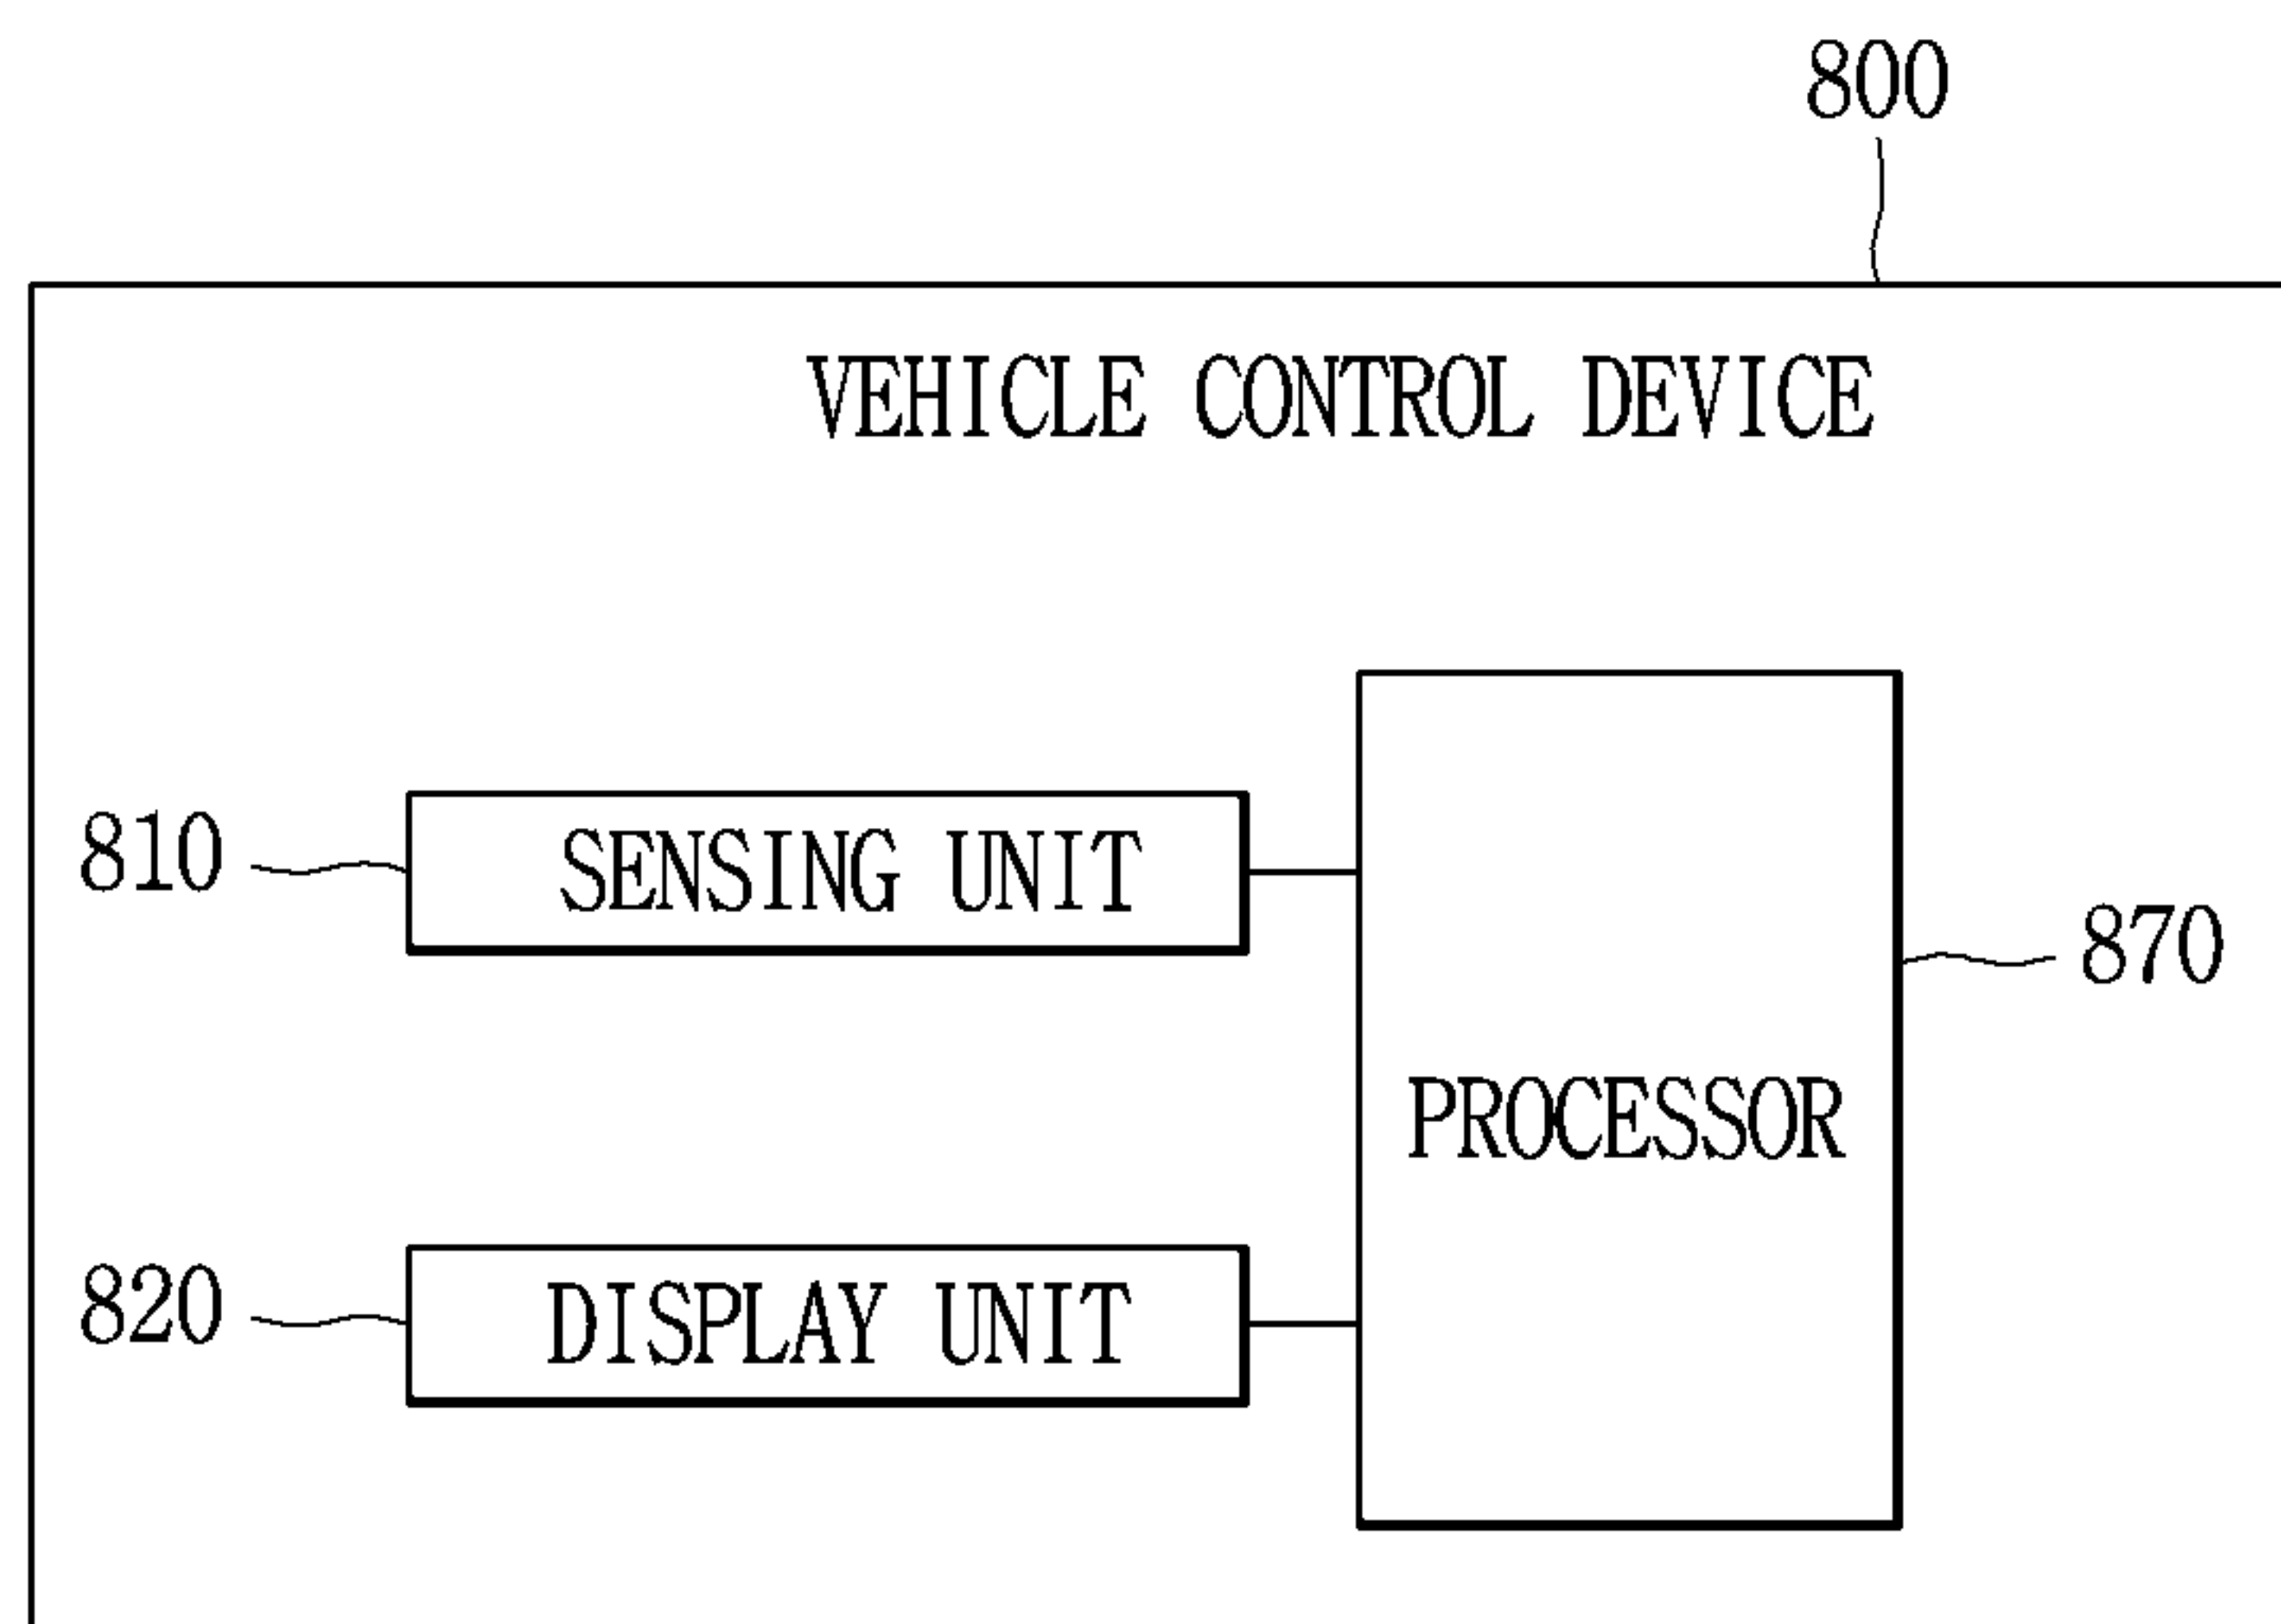 800
VEHICLE CONTROL DEVICE
810
SENSING UNIT
870
PROCESSOR
820
DISPLAY UNIT